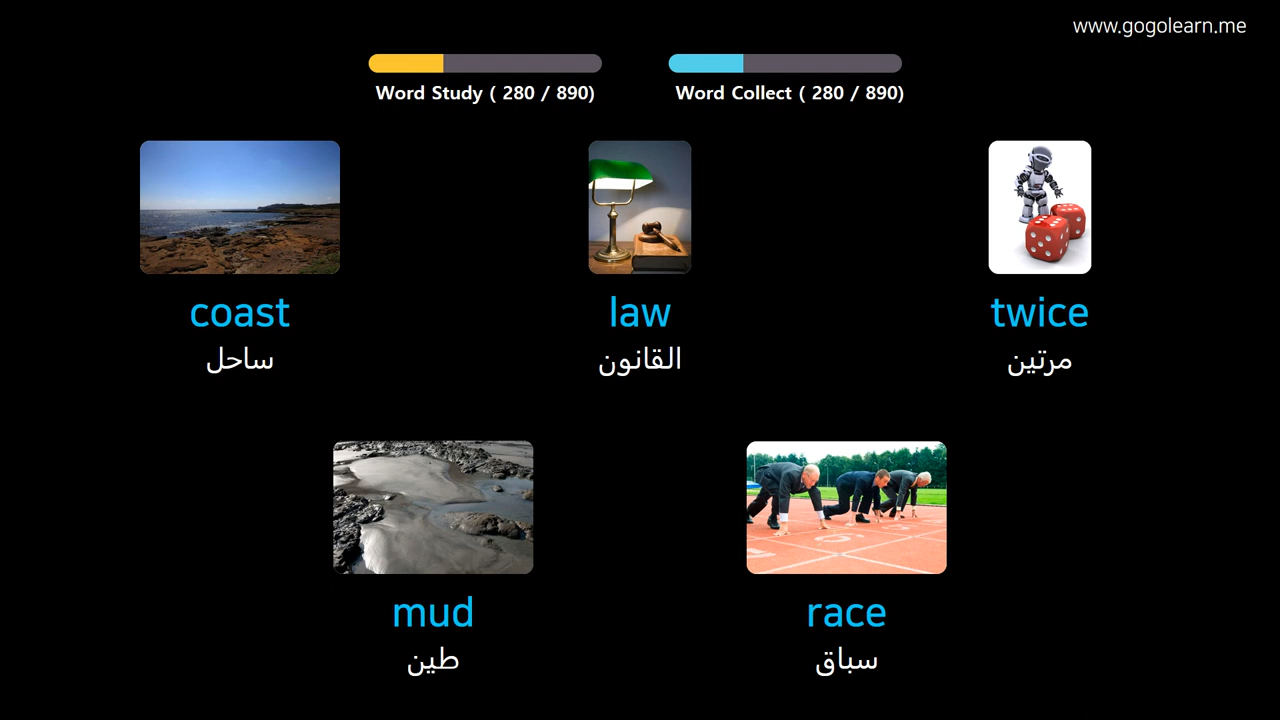 www.gogolearn.me
Word Study ( 280 / 890)
Word Collect ( 280 / 890)
coast
ساحل
law
القانون
twice
مرتين
mud
طين
race
سباق